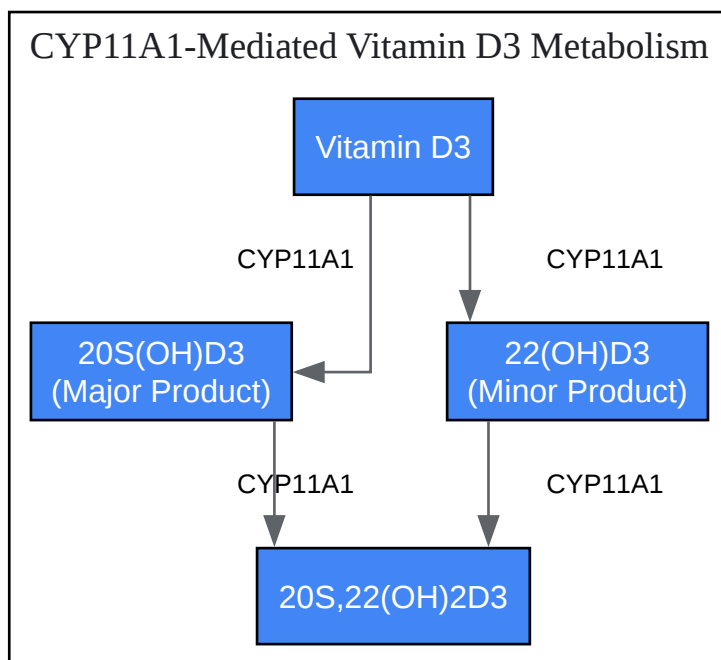 CYP11A1-Mediated Vitamin D3 Metabolism
Vitamin D3
CYP11A1
CYP11A1
20S(OH)D3
(Major Product)
22(OH)D3
(Minor Product)
CYP11A1
CYP11A1
20S,22(OH)2D3